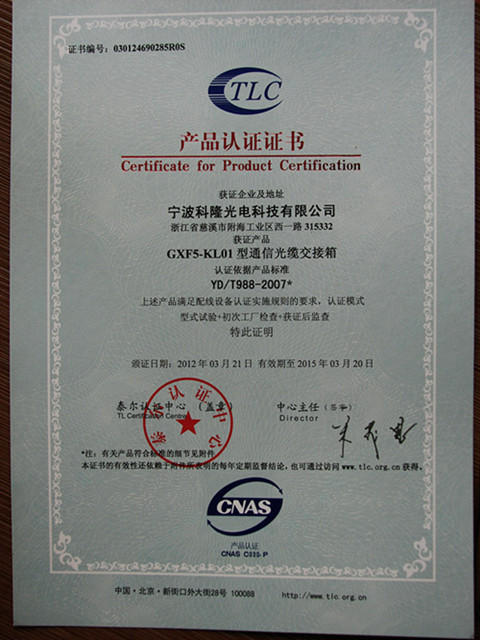 证书编号：030124690285R0S
TLC
产品认证证书
Certificate for Product Certification
获证企业及地址
宁波科隆光电科技有限公司
浙江省慈溪市附海工业区西一路 315332
获证产品
GXF5-KL01 型通信光缆交接箱
认证依据产品标准
YD/T988-2007*
上述产品满足配线设备认证实施规则的要求，认证模式
型式试验+初次工厂检查+获证后监查
特此证明
颁证日期：2012 年 03 月 21 日 有效期至 2015 年 03 月 20 日
泰尔认证中心 （盖章） 中心主任（签字）
TL Certification Centre Director
*注：有关产品符合标准的细节见附件
本证书的有效性还依赖于附件所表明的每年定期监督结论，也可通过访问 www.tlc.org.cn 获得。
CNAS
产品认证
CNAS C035-P
中国·北京·新街口外大街28号 100088 http://www.tlc.org.cn